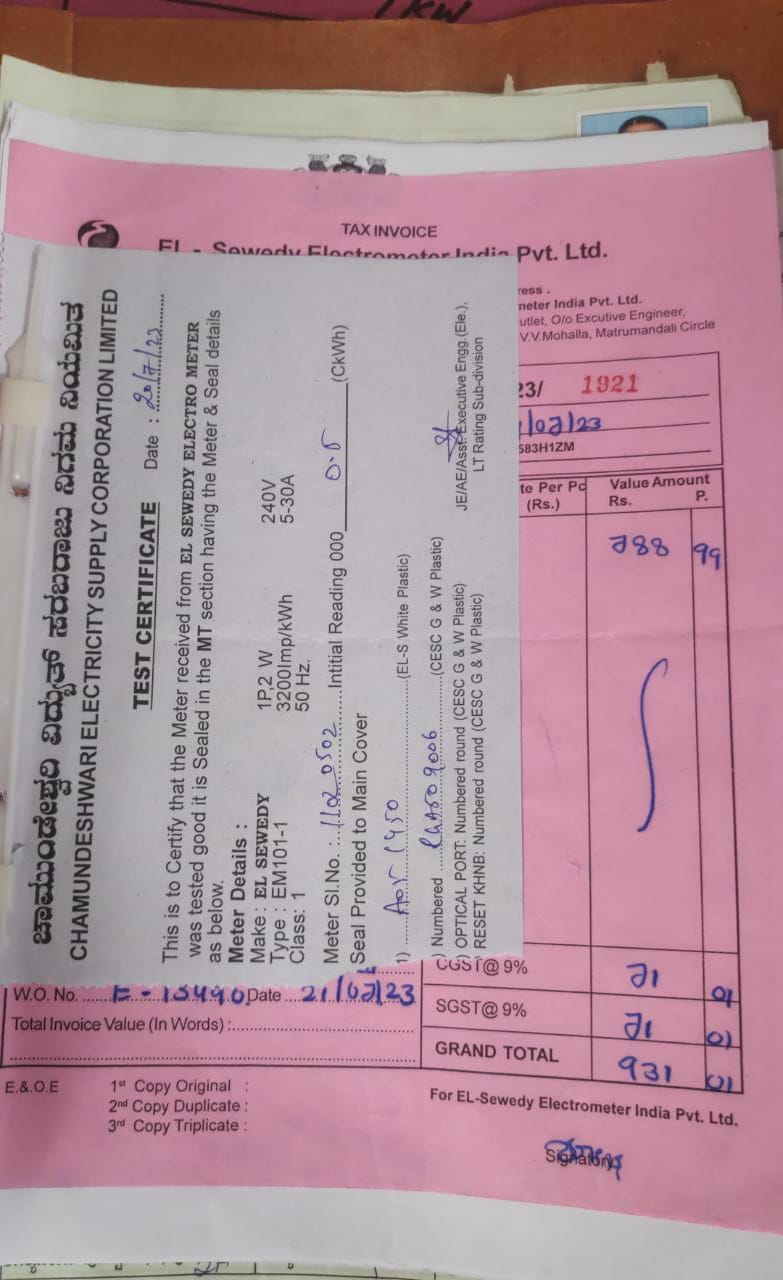 TAX INVOICE
EL - Sewedy Electrometer India Pvt. Ltd.
ress .
neter India Pvt. Ltd.
utlet, O/o Excutive Engineer,
V.V.Mohalla, Matrumandali Circle
23/ 1921
/07/23
583H1ZM
te Per Pc
(Rs.)
Value Amount
Rs. P.
788 99
CGST@ 9% 71 01
SGST@ 9% 71 01
GRAND TOTAL 931 01
W.O. No. ...... E - 13490 Date .... 21/07/23
Total Invoice Value (In Words) :
E.&.O.E
1st Copy Original :
2nd Copy Duplicate :
3rd Copy Triplicate :
For EL-Sewedy Electrometer India Pvt. Ltd.
Signatory
ಚಾಮುಂಡೇಶ್ವರಿ ವಿದ್ಯುತ್ ಸರಬರಾಜು ನಿಗಮ ನಿಯಮಿತ
CHAMUNDESHWARI ELECTRICITY SUPPLY CORPORATION LIMITED
TEST CERTIFICATE Date : 20/7/23
This is to Certify that the Meter received from EL SEWEDY ELECTRO METER
was tested good it is Sealed in the MT section having the Meter & Seal details
as below.
Meter Details :
Make : EL SEWEDY 1P,2 W 240V
Type : EM101-1 3200Imp/kWh 5-30A
Class: 1 50 Hz.
Meter Sl.No. : 11020502 Intitial Reading 000 0.5 (CkWh)
Seal Provided to Main Cover
1) (EL-S White Plastic)
) Numbered (CESC G & W Plastic)
) OPTICAL PORT: Numbered round (CESC G & W Plastic)
) RESET KHNB: Numbered round (CESC G & W Plastic)
JE/AE/Asst. Executive Engg.(Ele.),
LT Rating Sub-division